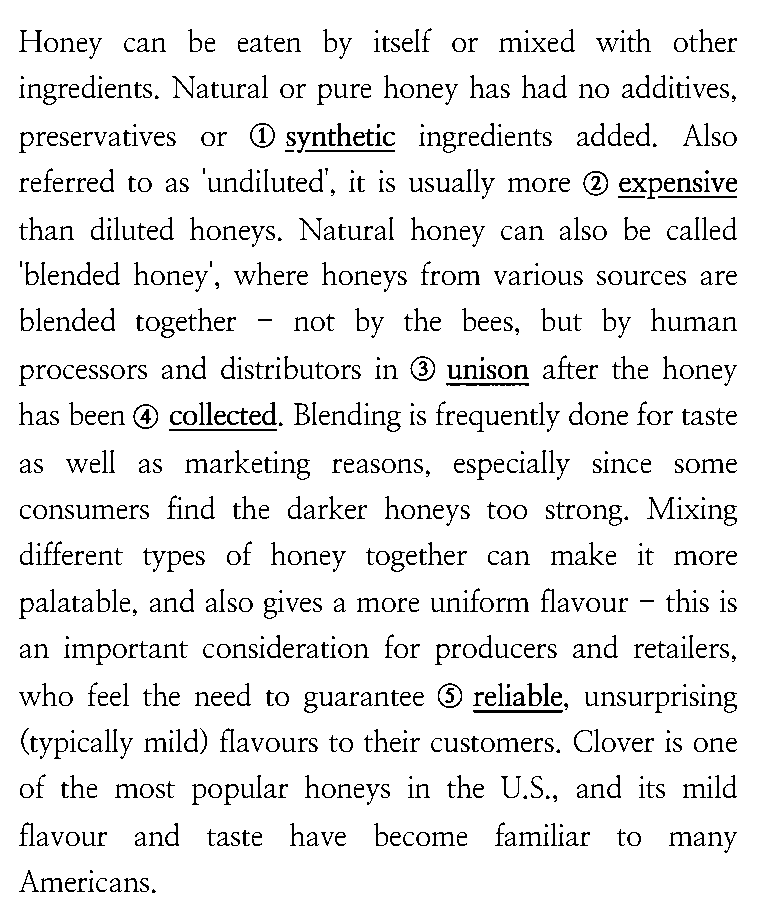 Honey can be eaten by itself or mixed with other
ingredients. Natural or pure honey has had no additives,
preservatives or ① synthetic ingredients added. Also
referred to as 'undiluted', it is usually more ② expensive
than diluted honeys. Natural honey can also be called
'blended honey', where honeys from various sources are
blended together － not by the bees, but by human
processors and distributors in ③ unison after the honey
has been ④ collected. Blending is frequently done for taste
as well as marketing reasons, especially since some
consumers find the darker honeys too strong. Mixing
different types of honey together can make it more
palatable, and also gives a more uniform flavour － this is
an important consideration for producers and retailers,
who feel the need to guarantee ⑤ reliable, unsurprising
(typically mild) flavours to their customers. Clover is one
of the most popular honeys in the U.S., and its mild
flavour and taste have become familiar to many
Americans.